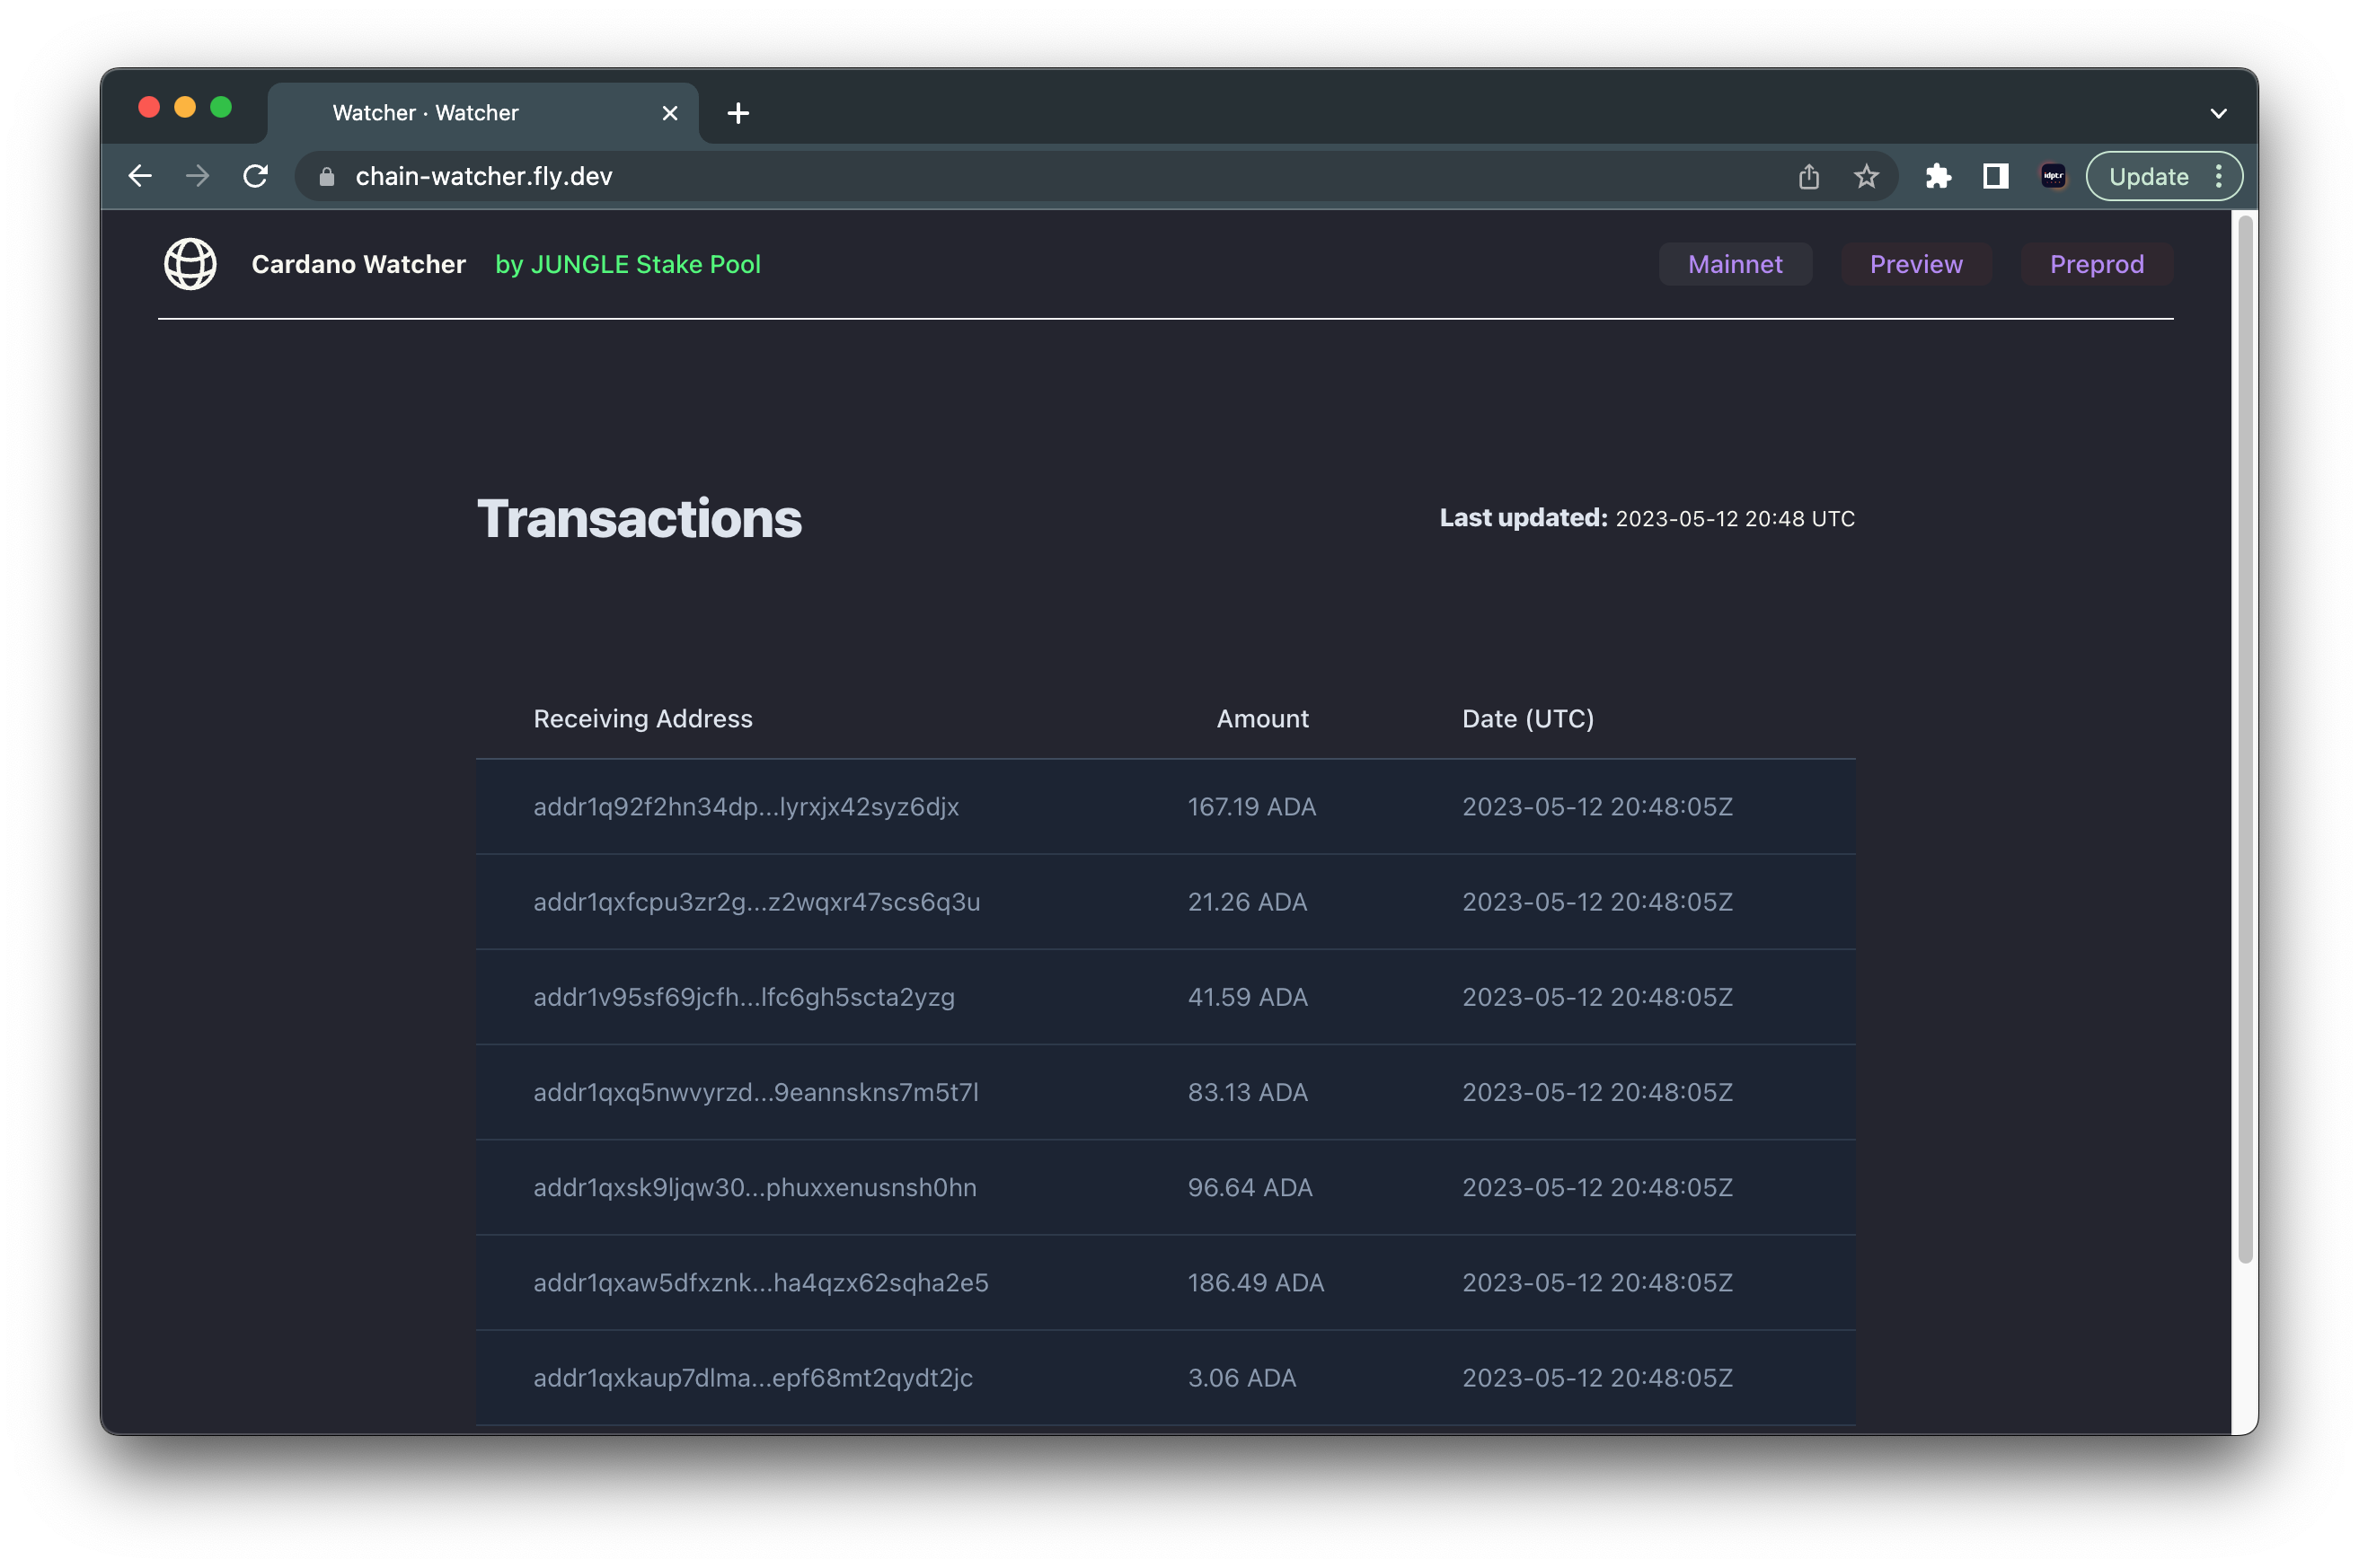 Watcher · Watcher
chain-watcher.fly.dev
idptr
Update
Cardano Watcher by JUNGLE Stake Pool
Mainnet Preview Preprod
Transactions
Last updated: 2023-05-12 20:48 UTC
Receiving Address Amount Date (UTC)
addr1q92f2hn34dp...lyrxjx42syz6djx 167.19 ADA 2023-05-12 20:48:05Z
addr1qxfcpu3zr2g...z2wqxr47scs6q3u 21.26 ADA 2023-05-12 20:48:05Z
addr1v95sf69jcfh...lfc6gh5scta2yzg 41.59 ADA 2023-05-12 20:48:05Z
addr1qxq5nwvyrzd...9eannskns7m5t7l 83.13 ADA 2023-05-12 20:48:05Z
addr1qxsk9ljqw30...phuxxenusnsh0hn 96.64 ADA 2023-05-12 20:48:05Z
addr1qxaw5dfxznk...ha4qzx62sqha2e5 186.49 ADA 2023-05-12 20:48:05Z
addr1qxkaup7dlma...epf68mt2qydt2jc 3.06 ADA 2023-05-12 20:48:05Z